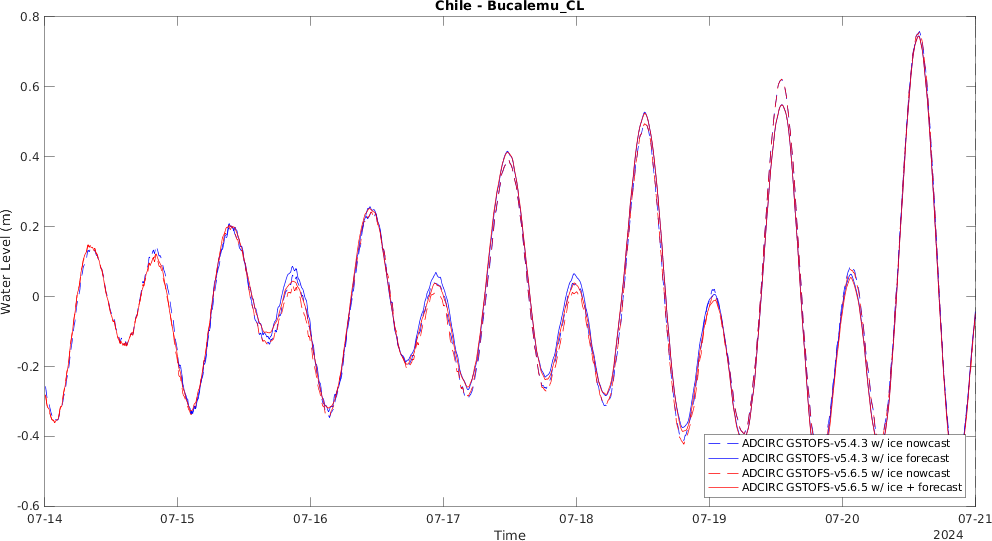 Chile - Bucalemu_CL
Water Level (m)
0.8
0.6
0.4
0.2
0
-0.2
-0.4
-0.6
ADCIRC GSTOFS-v5.4.3 w/ ice nowcast
ADCIRC GSTOFS-v5.4.3 w/ ice forecast
ADCIRC GSTOFS-v5.6.5 w/ ice nowcast
ADCIRC GSTOFS-v5.6.5 w/ ice + forecast
07-14 07-15 07-16 07-17 07-18 07-19 07-20 07-21
Time
2024